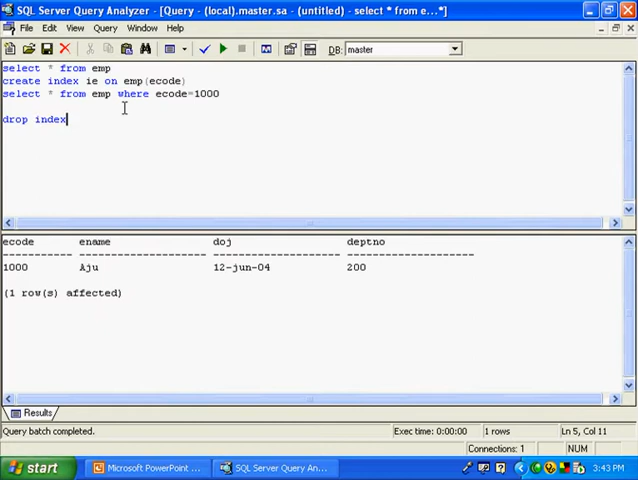 SQL Server Query Analyzer - [Query - (local).master.sa - (untitled) - select * from e...*]
File Edit View Query Window Help
DB: master
select * from emp
create index ie on emp(ecode)
select * from emp where ecode=1000
drop index
ecode ename doj deptno
----------- -------------------- -------------------- --------------------
1000 Aju 12-jun-04 200
(1 row(s) affected)
Results
Query batch completed. Exec time: 0:00:00 1 rows Ln 5, Col 11
Connections: 1 NUM
start Microsoft PowerPoint ... SQL Server Query An... 3:43 PM